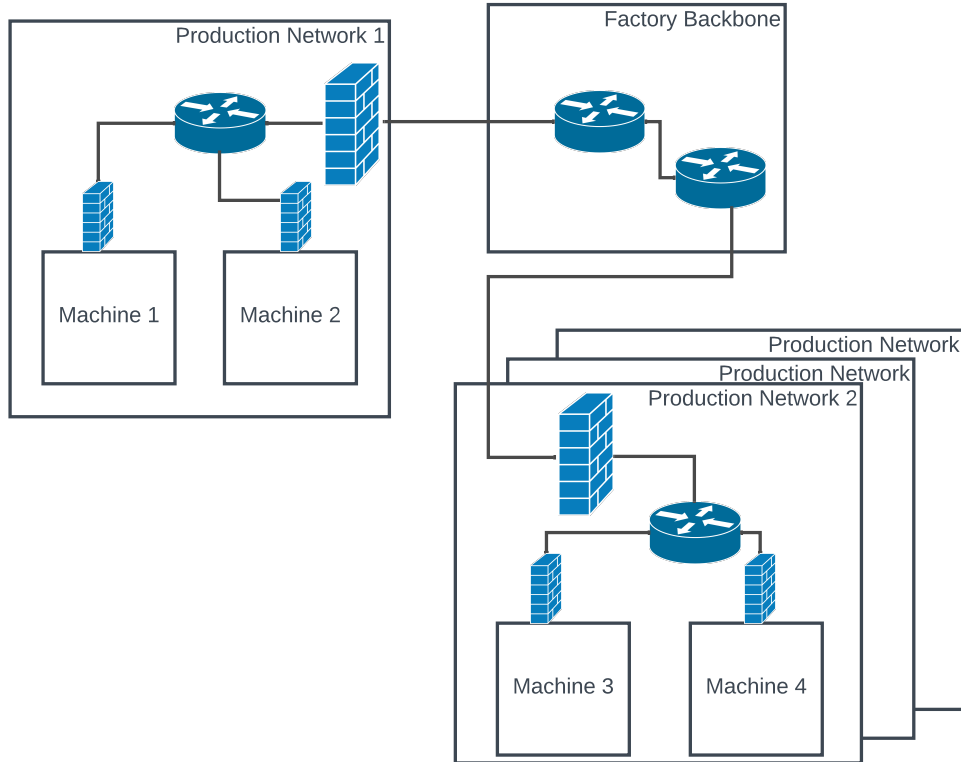 Production Network 1
Factory Backbone
Machine 1
Machine 2
Production Network
Production Network
Production Network 2
Machine 3
Machine 4